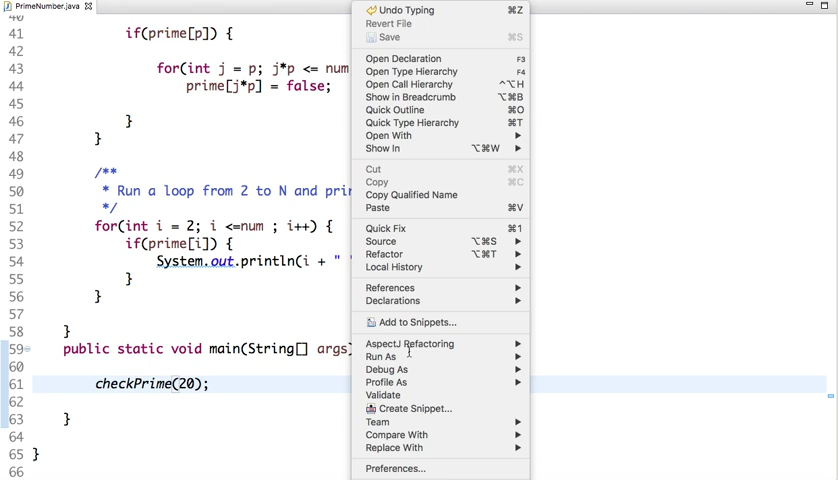 PrimeNumber.java
40
41 if(prime[p]) {
42
43 for(int j = p; j*p <= num
44 prime[j*p] = false;
45
46 }
47 }
48
49 /**
50 * Run a loop from 2 to N and pri
51 */
52 for(int i = 2; i <=num ; i++) {
53 if(prime[i]) {
54 System.out.println(i + " "
55 }
56 }
57
58 }
59 public static void main(String[] args)
60
61 checkPrime(20);
62
63 }
64
65 }
66
Undo Typing ⌘Z
Revert File
Save ⌘S
Open Declaration F3
Open Type Hierarchy F4
Open Call Hierarchy ^⌥H
Show in Breadcrumb ⌥⌘B
Quick Outline ⌘O
Quick Type Hierarchy ⌘T
Open With
Show In ⌥⌘W
Cut ⌘X
Copy ⌘C
Copy Qualified Name
Paste ⌘V
Quick Fix ⌘1
Source ⌥⌘S
Refactor ⌥⌘T
Local History
References
Declarations
Add to Snippets...
AspectJ Refactoring
Run As
Debug As
Profile As
Validate
Create Snippet...
Team
Compare With
Replace With
Preferences...